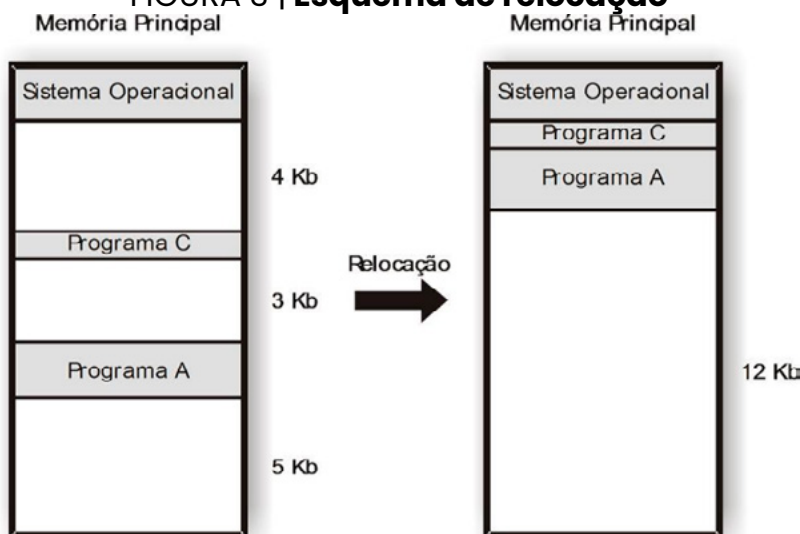 Esquema de relocação
Memória Principal
Sistema Operacional
4 Kb
Programa C
3 Kb
Programa A
5 Kb
Relocação
Memória Principal
Sistema Operacional
Programa C
Programa A
12 Kb